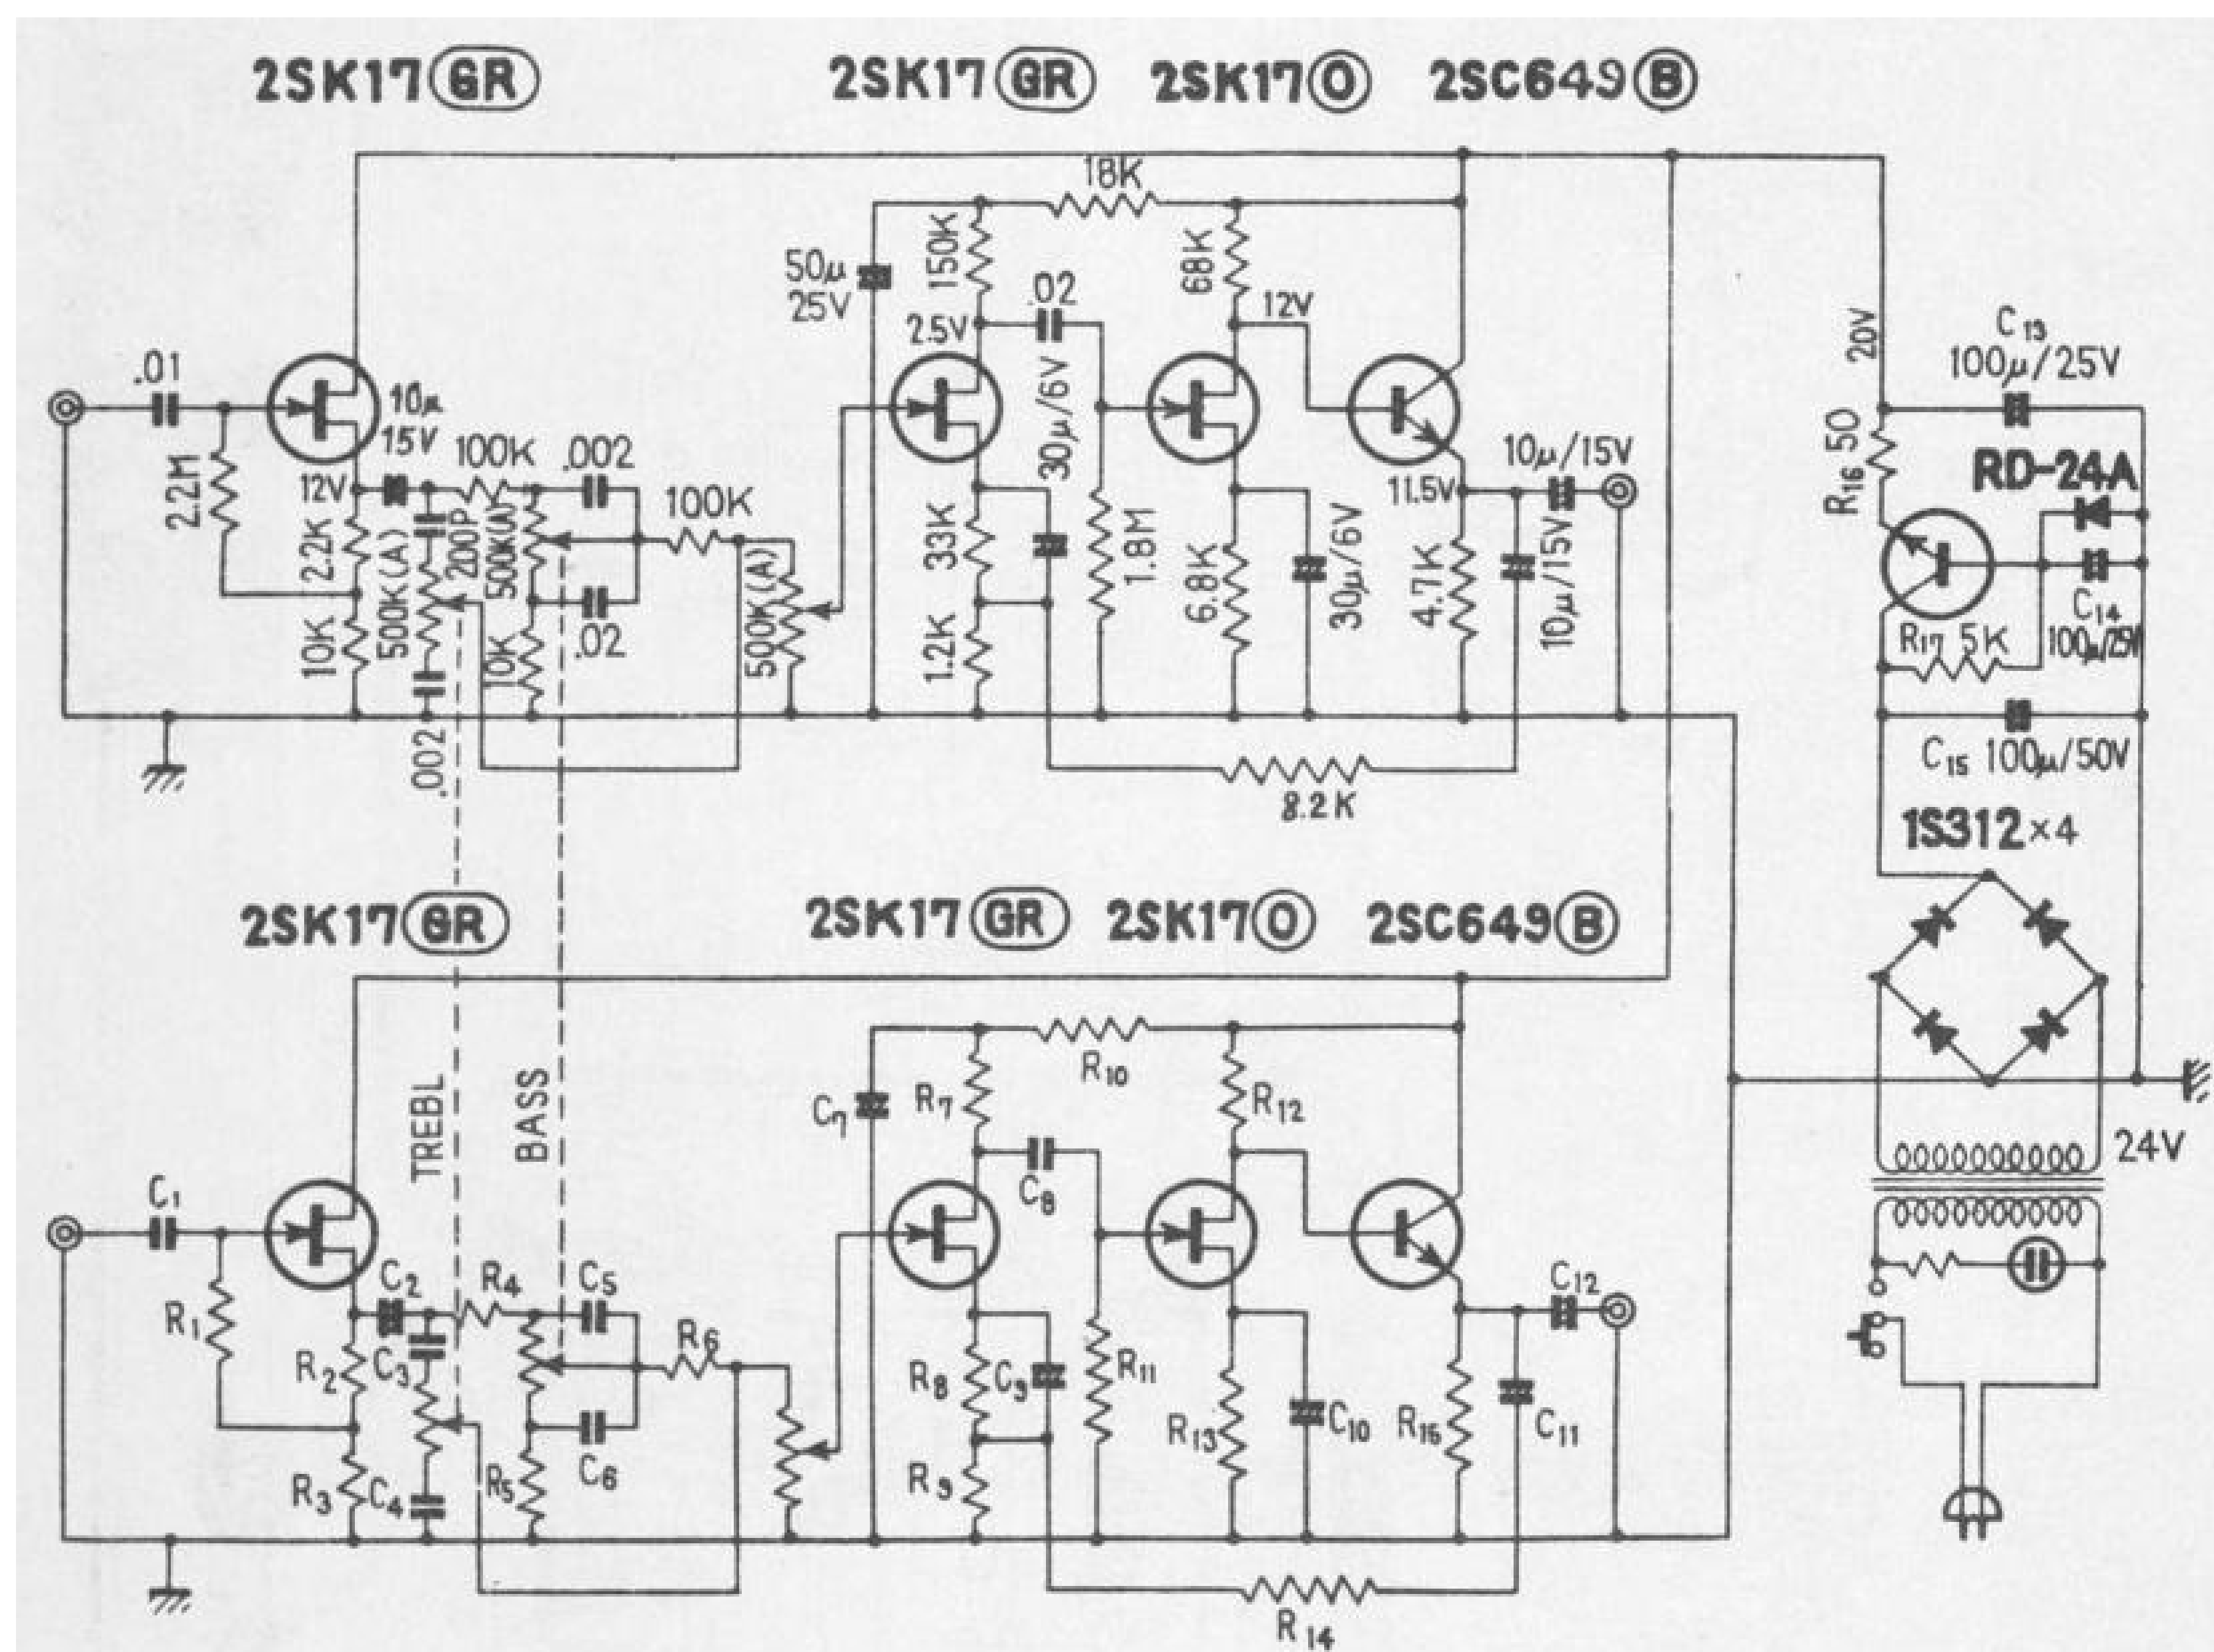 2SK17 GR
2SK17 GR
2SK17 O
2SC649 B
18K
150K
68K
50μ
25V
.02
12V
2.5V
20V
C13
100μ/25V
.01
10μ
15V
30μ/6V
R16 50
RD-24A
100K
.002
10μ/15V
2.2M
12V
100K
11.5V
2.2K
200P
500K(A)
500K(A)
33K
1.8M
6.8K
30μ/6V
4.7K
10μ/15V
C14
100μ/25V
R17 5K
10K
10K
.02
500K(A)
1.2K
.002
C15 100μ/50V
8.2K
1S312×4
2SK17 GR
2SK17 GR
2SK17 O
2SC649 B
TREBL
BASS
R10
C7
R7
R12
C8
24V
C1
C2
R4
C5
C12
R1
R2
C3
R6
R8
C9
R11
R13
C10
R15
C11
R3
C4
R5
C6
R9
R14